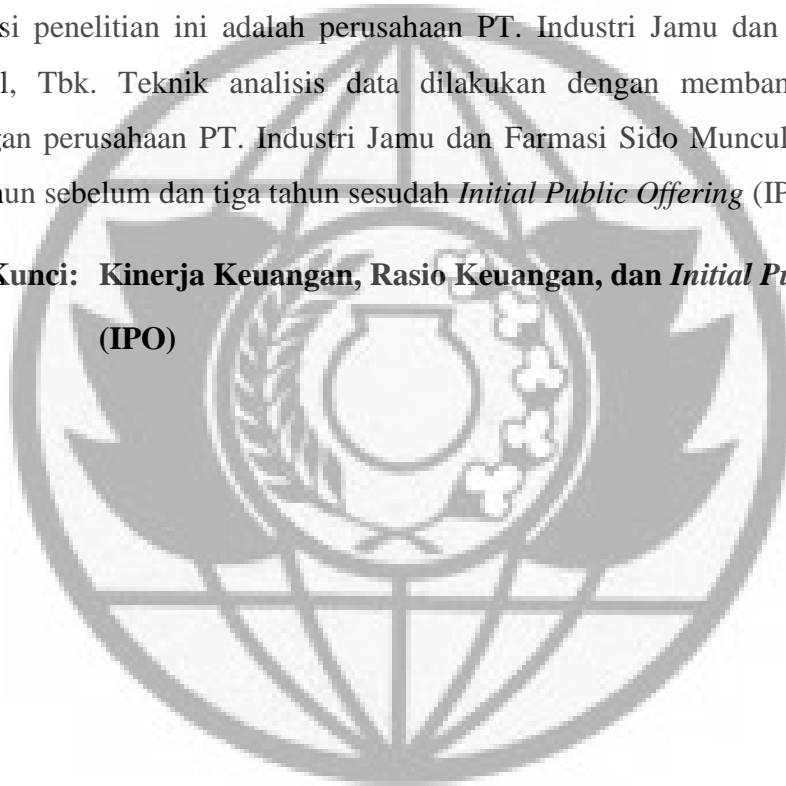 si penelitian ini adalah perusahaan PT. Industri Jamu dan
l, Tbk. Teknik analisis data dilakukan dengan memban
gan perusahaan PT. Industri Jamu dan Farmasi Sido Muncul
hun sebelum dan tiga tahun sesudah Initial Public Offering (IP
Kunci: Kinerja Keuangan, Rasio Keuangan, dan Initial Pu
(IPO)